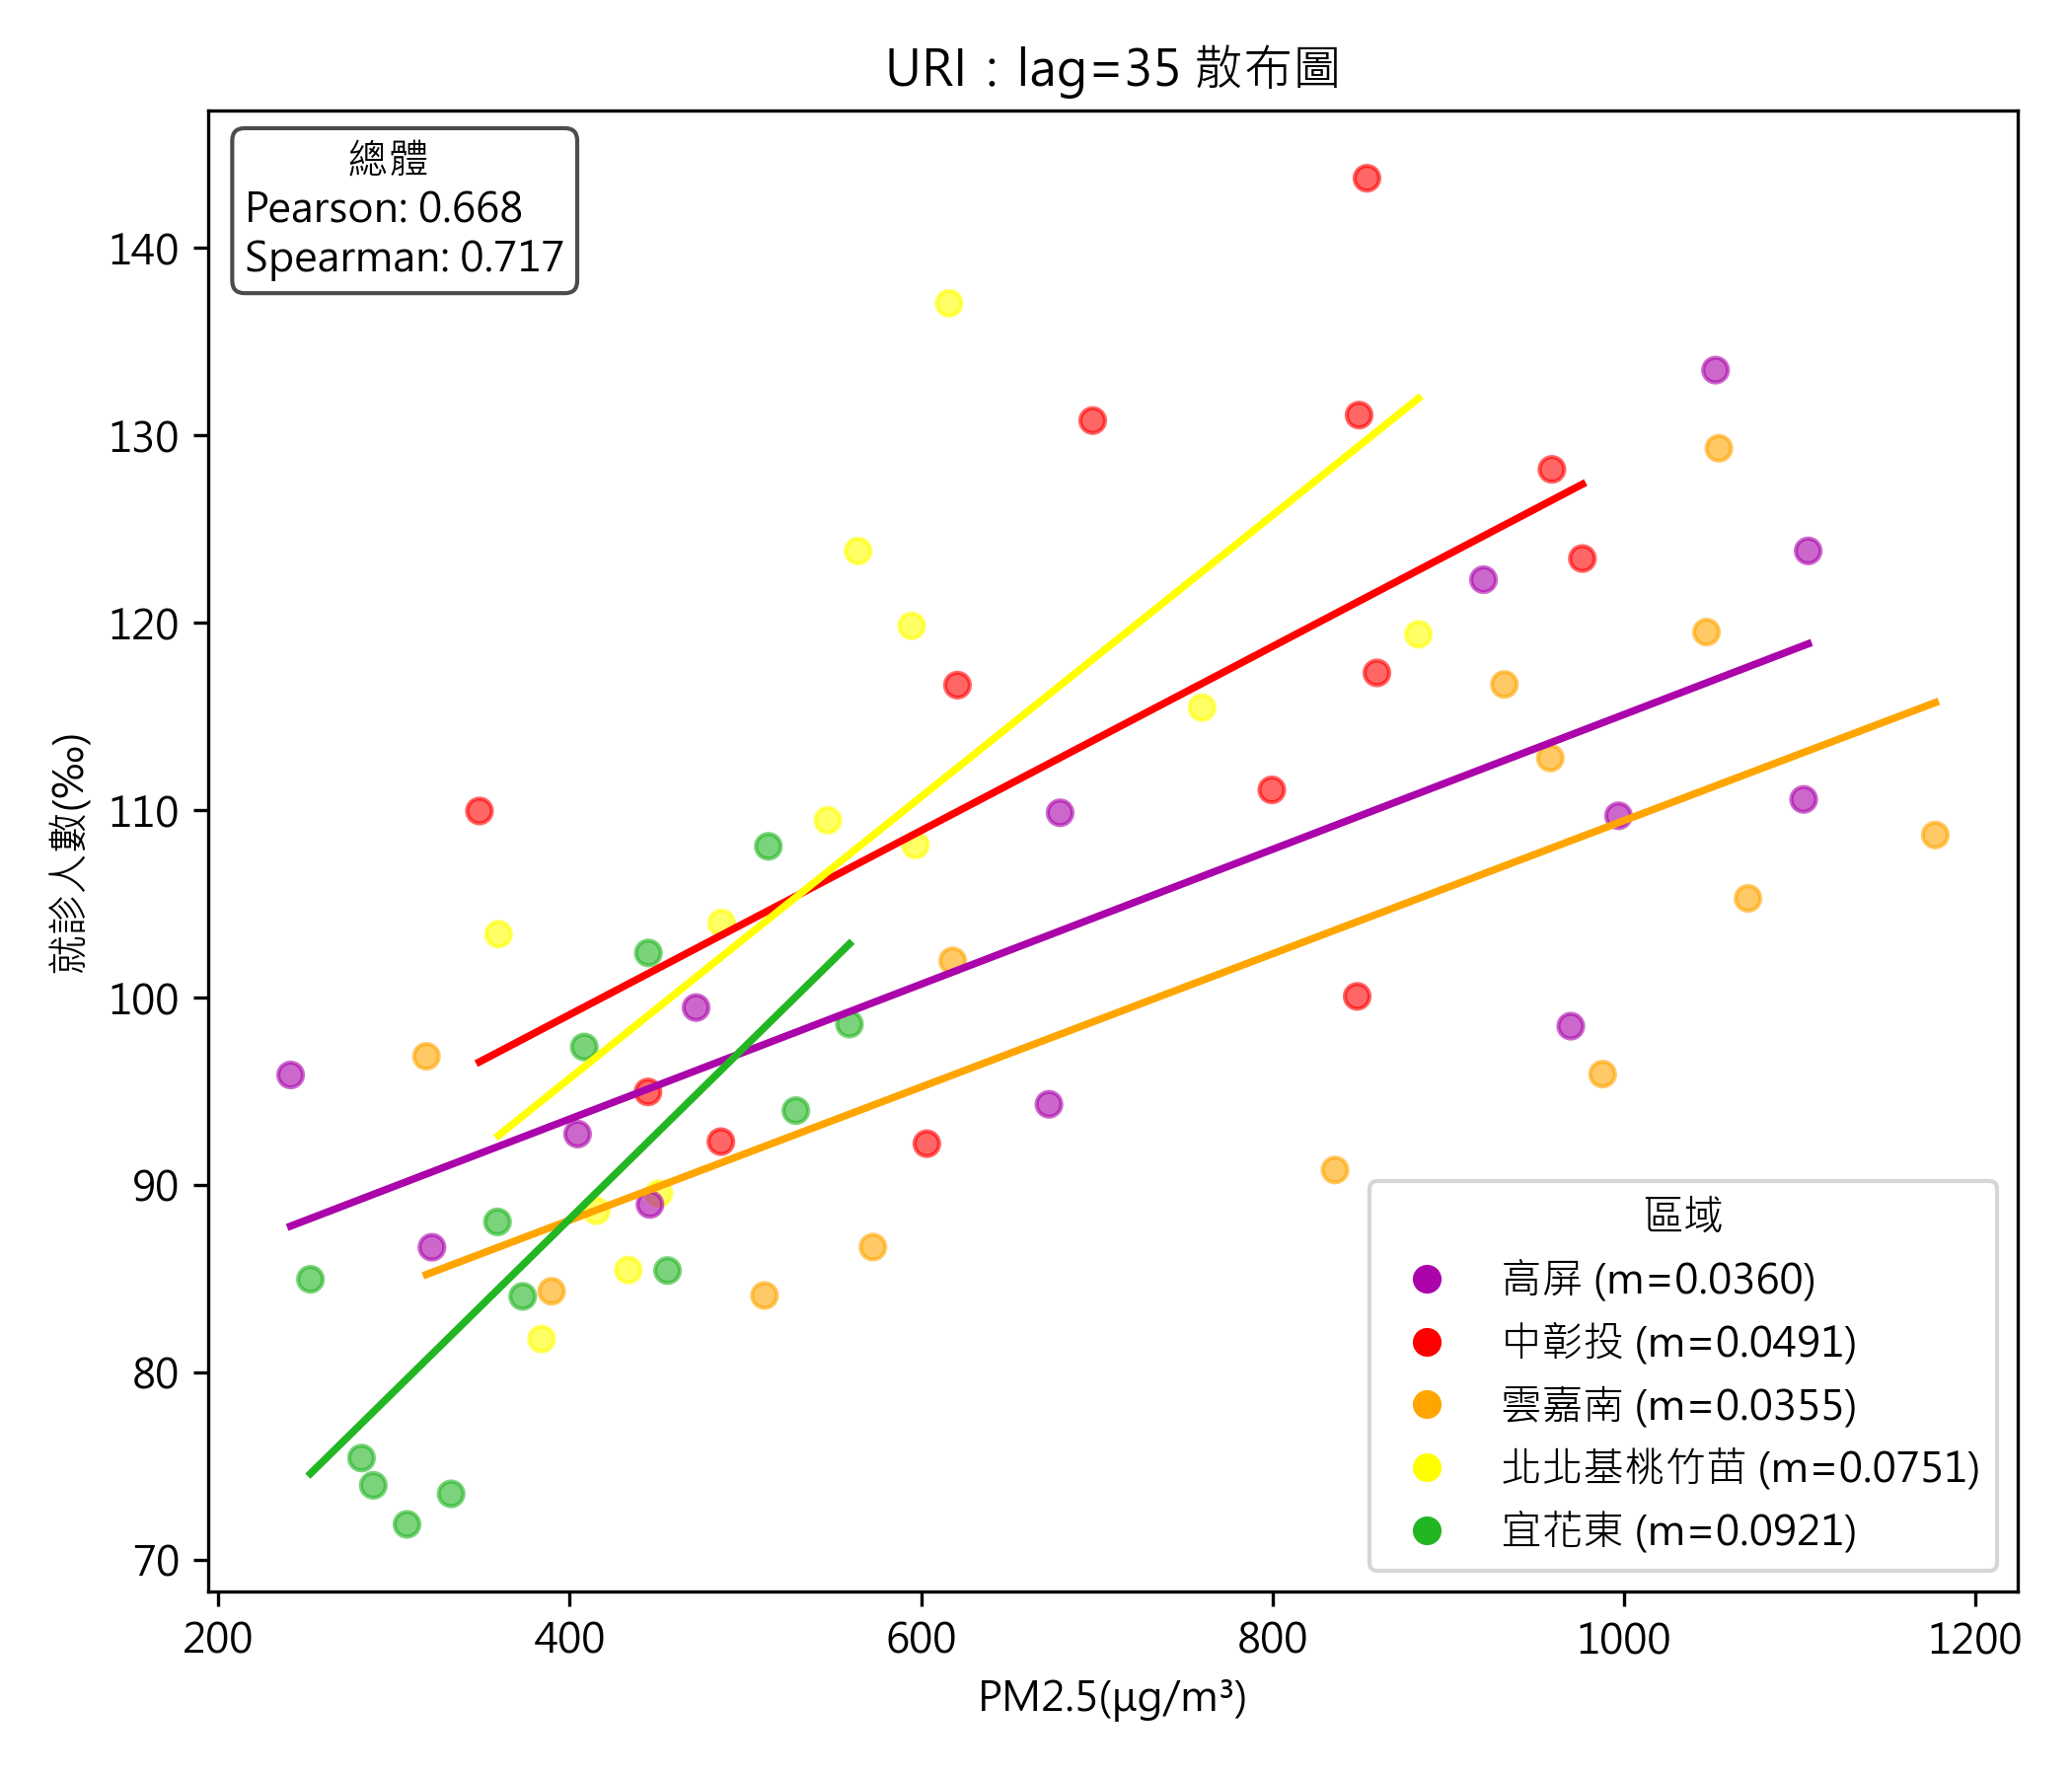 URI：lag=35 散布圖
總體
Pearson: 0.668
Spearman: 0.717
就診人數(‰)
140
130
120
110
100
90
80
70
200 400 600 800 1000 1200
PM2.5(μg/m³)
區域
高屏 (m=0.0360)
中彰投 (m=0.0491)
雲嘉南 (m=0.0355)
北北基桃竹苗 (m=0.0751)
宜花東 (m=0.0921)